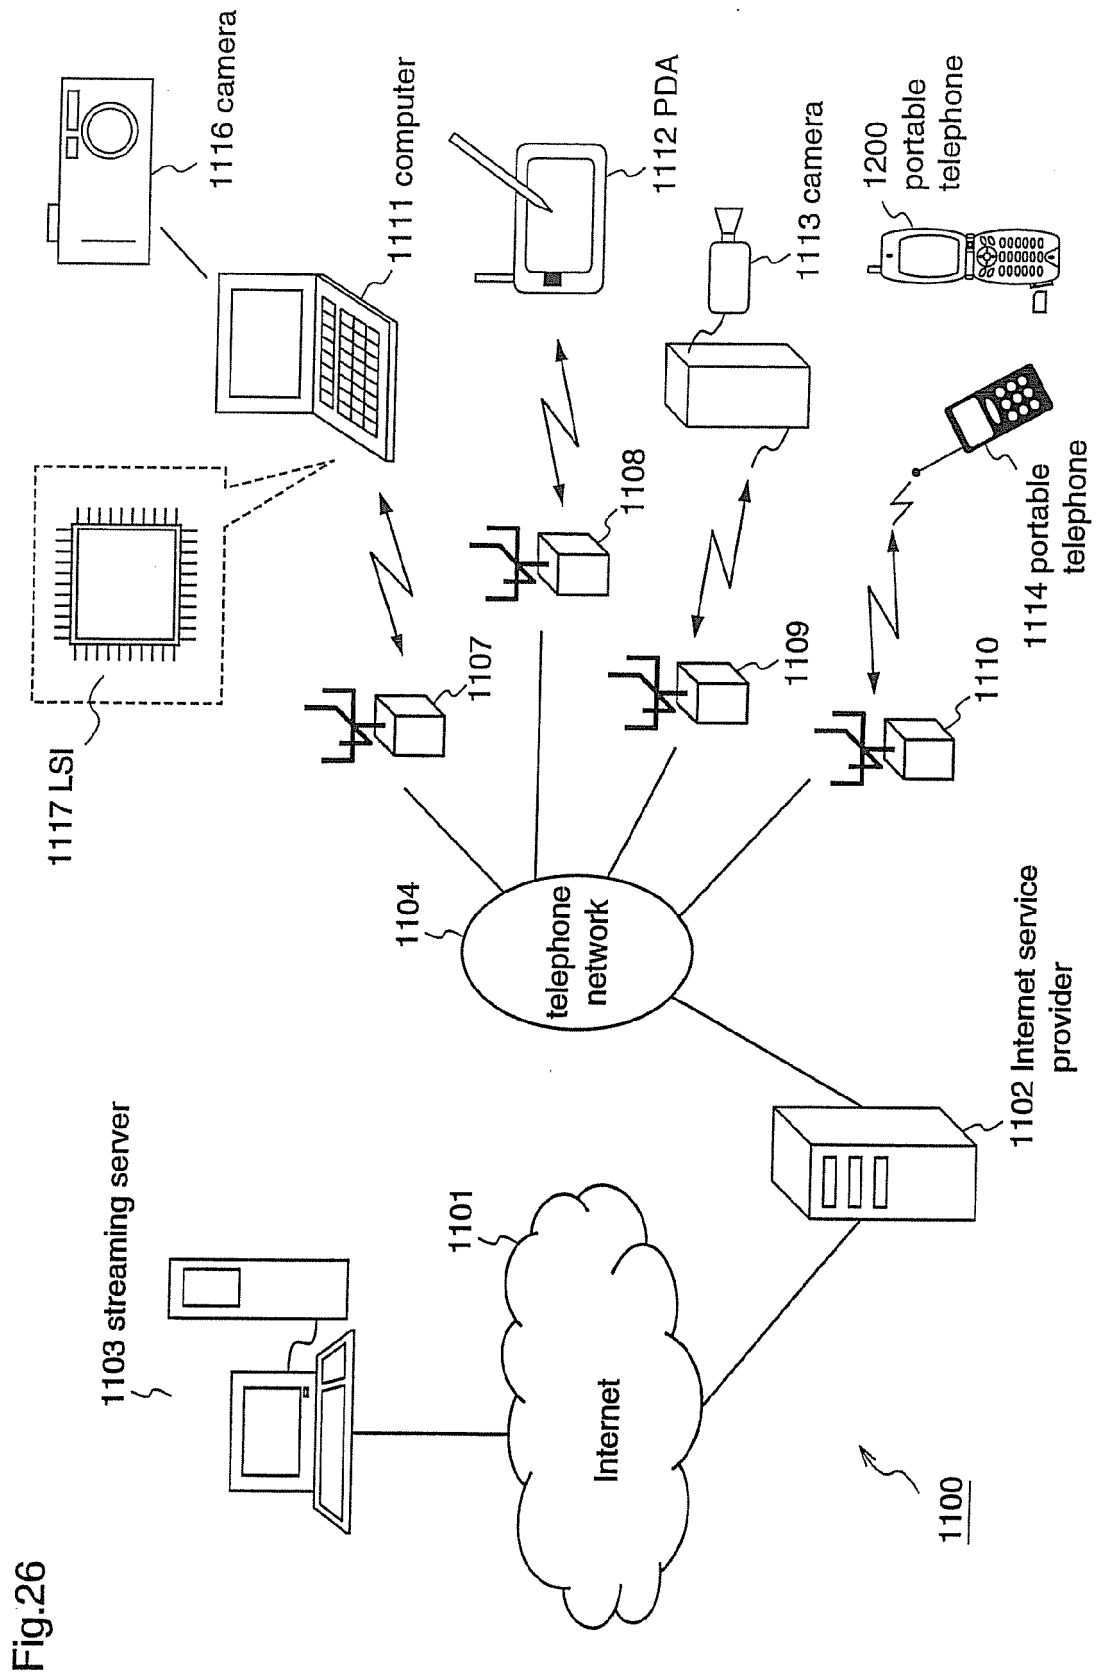 Fig.26
1103 streaming server
1101
Internet
1100
1102 Internet service
provider
1104
telephone
network
1117 LSI
1107
1108
1109
1110
1116 camera
1111 computer
1112 PDA
1113 camera
1114 portable
telephone
1200
portable
telephone